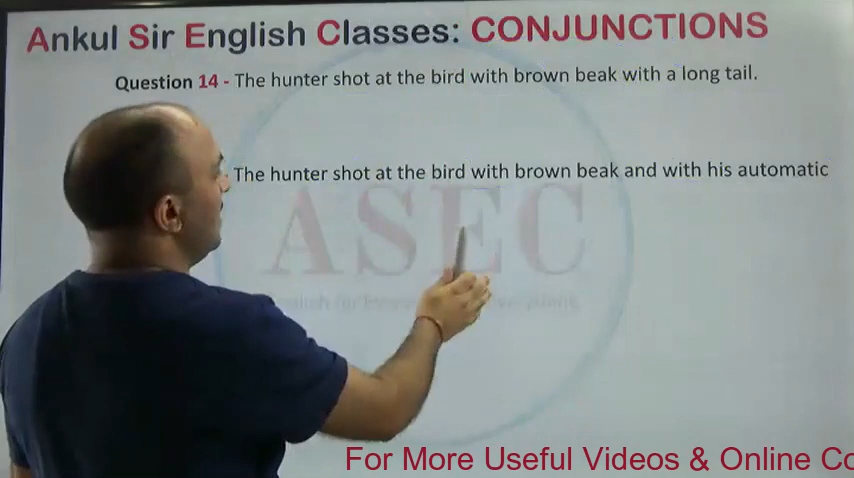 Ankul Sir English Classes: CONJUNCTIONS
Question 14 - The hunter shot at the bird with brown beak with a long tail.
The hunter shot at the bird with brown beak and with his automatic
ASEC
For More Useful Videos & Online Co